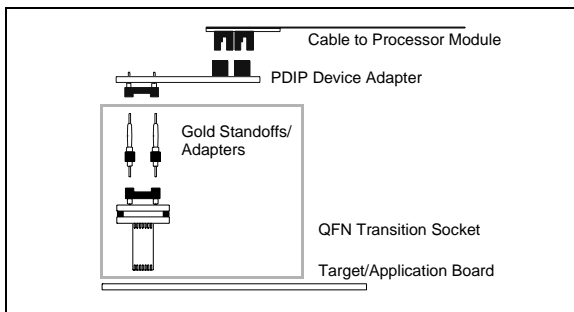 Cable to Processor Module
PDIP Device Adapter
Gold Standoffs/
Adapters
QFN Transition Socket
Target/Application Board